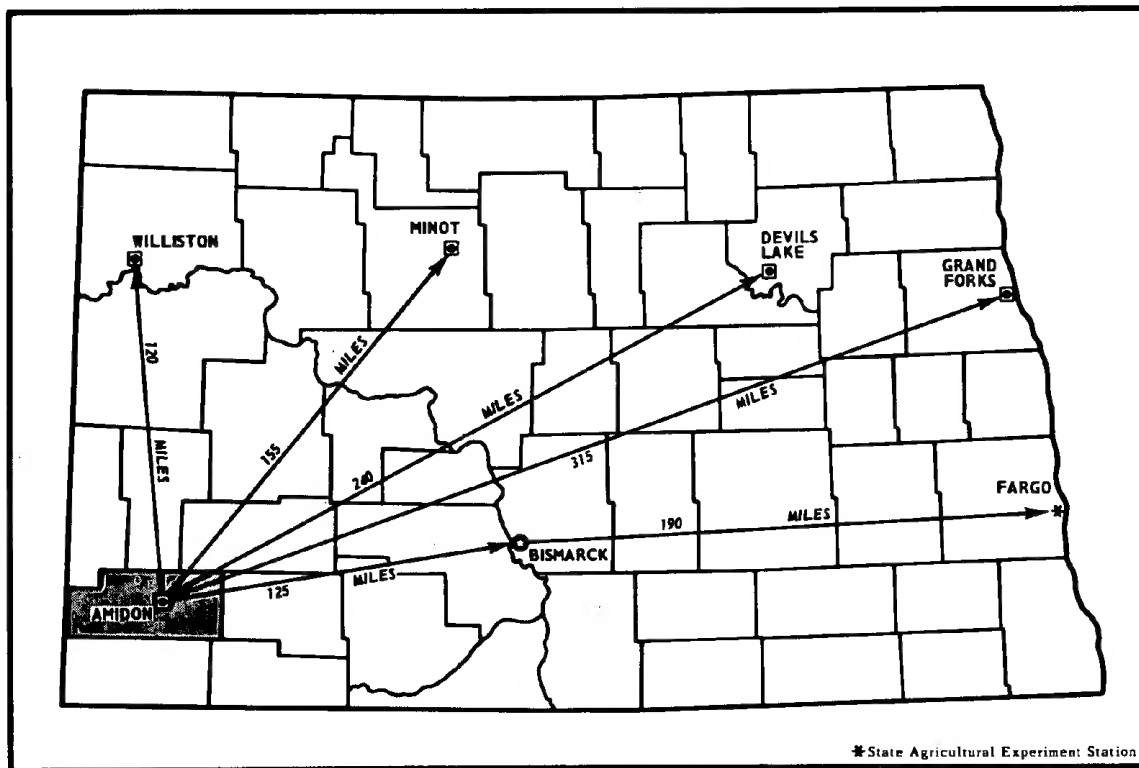 WILLISTON
MINOT
DEVILS
LAKE
GRAND
FORKS
120
MILES
155
MILES
240
MILES
315
MILES
FARGO
190
MILES
BISMARCK
125
MILES
AMIDON
*State Agricultural Experiment Station